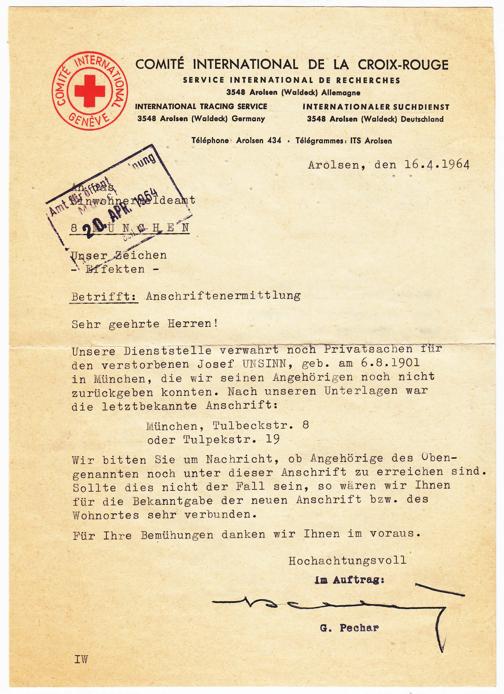 COMITÉ INTERNATIONAL GENÈVE
COMITÉ INTERNATIONAL DE LA CROIX-ROUGE
SERVICE INTERNATIONAL DE RECHERCHES
3548 Arolsen (Waldeck) Allemagne
INTERNATIONAL TRACING SERVICE
3548 Arolsen (Waldeck) Germany
INTERNATIONALER SUCHDIENST
3548 Arolsen (Waldeck) Deutschland
Téléphone: Arolsen 434 · Télégrammes: ITS Arolsen
Arolsen, den 16.4.1964
An das
Einwohnermeldeamt
8 MÜNCHEN
Amt für öffentl. nung
20. APR. 1964
Unser Zeichen
- Effekten -
Betrifft: Anschriftenermittlung
Sehr geehrte Herren!
Unsere Dienststelle verwahrt noch Privatsachen für
den verstorbenen Josef UNSINN, geb. am 6.8.1901
in München, die wir seinen Angehörigen noch nicht
zurückgeben konnten. Nach unseren Unterlagen war
die letztbekannte Anschrift:
München, Tulbeckstr. 8
oder Tulpekstr. 19
Wir bitten Sie um Nachricht, ob Angehörige des Oben-
genannten noch unter dieser Anschrift zu erreichen sind.
Sollte dies nicht der Fall sein, so wären wir Ihnen
für die Bekanntgabe der neuen Anschrift bzw. des
Wohnortes sehr verbunden.
Für Ihre Bemühungen danken wir Ihnen im voraus.
Hochachtungsvoll
Im Auftrag:
G. Pechar
IW